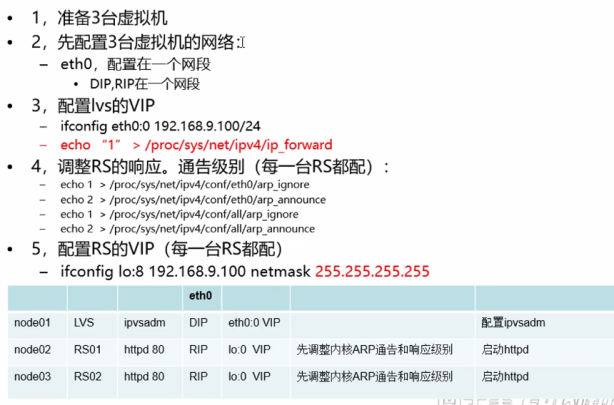 • 1，准备3台虚拟机
• 2，先配置3台虚拟机的网络:
– eth0，配置在一个网段
• DIP,RIP在一个网段
• 3，配置lvs的VIP
– ifconfig eth0:0 192.168.9.100/24
– echo “1” > /proc/sys/net/ipv4/ip_forward
• 4，调整RS的响应。通告级别（每一台RS都配）：
– echo 1 > /proc/sys/net/ipv4/conf/eth0/arp_ignore
– echo 2 > /proc/sys/net/ipv4/conf/eth0/arp_announce
– echo 1 > /proc/sys/net/ipv4/conf/all/arp_ignore
– echo 2 > /proc/sys/net/ipv4/conf/all/arp_announce
• 5，配置RS的VIP（每一台RS都配）
– ifconfig lo:8 192.168.9.100 netmask 255.255.255.255
eth0
node01 LVS ipvsadm DIP eth0:0 VIP 配置ipvsadm
node02 RS01 httpd 80 RIP lo:0 VIP 先调整内核ARP通告和响应级别 启动httpd
node03 RS02 httpd 80 RIP lo:0 VIP 先调整内核ARP通告和响应级别 启动httpd